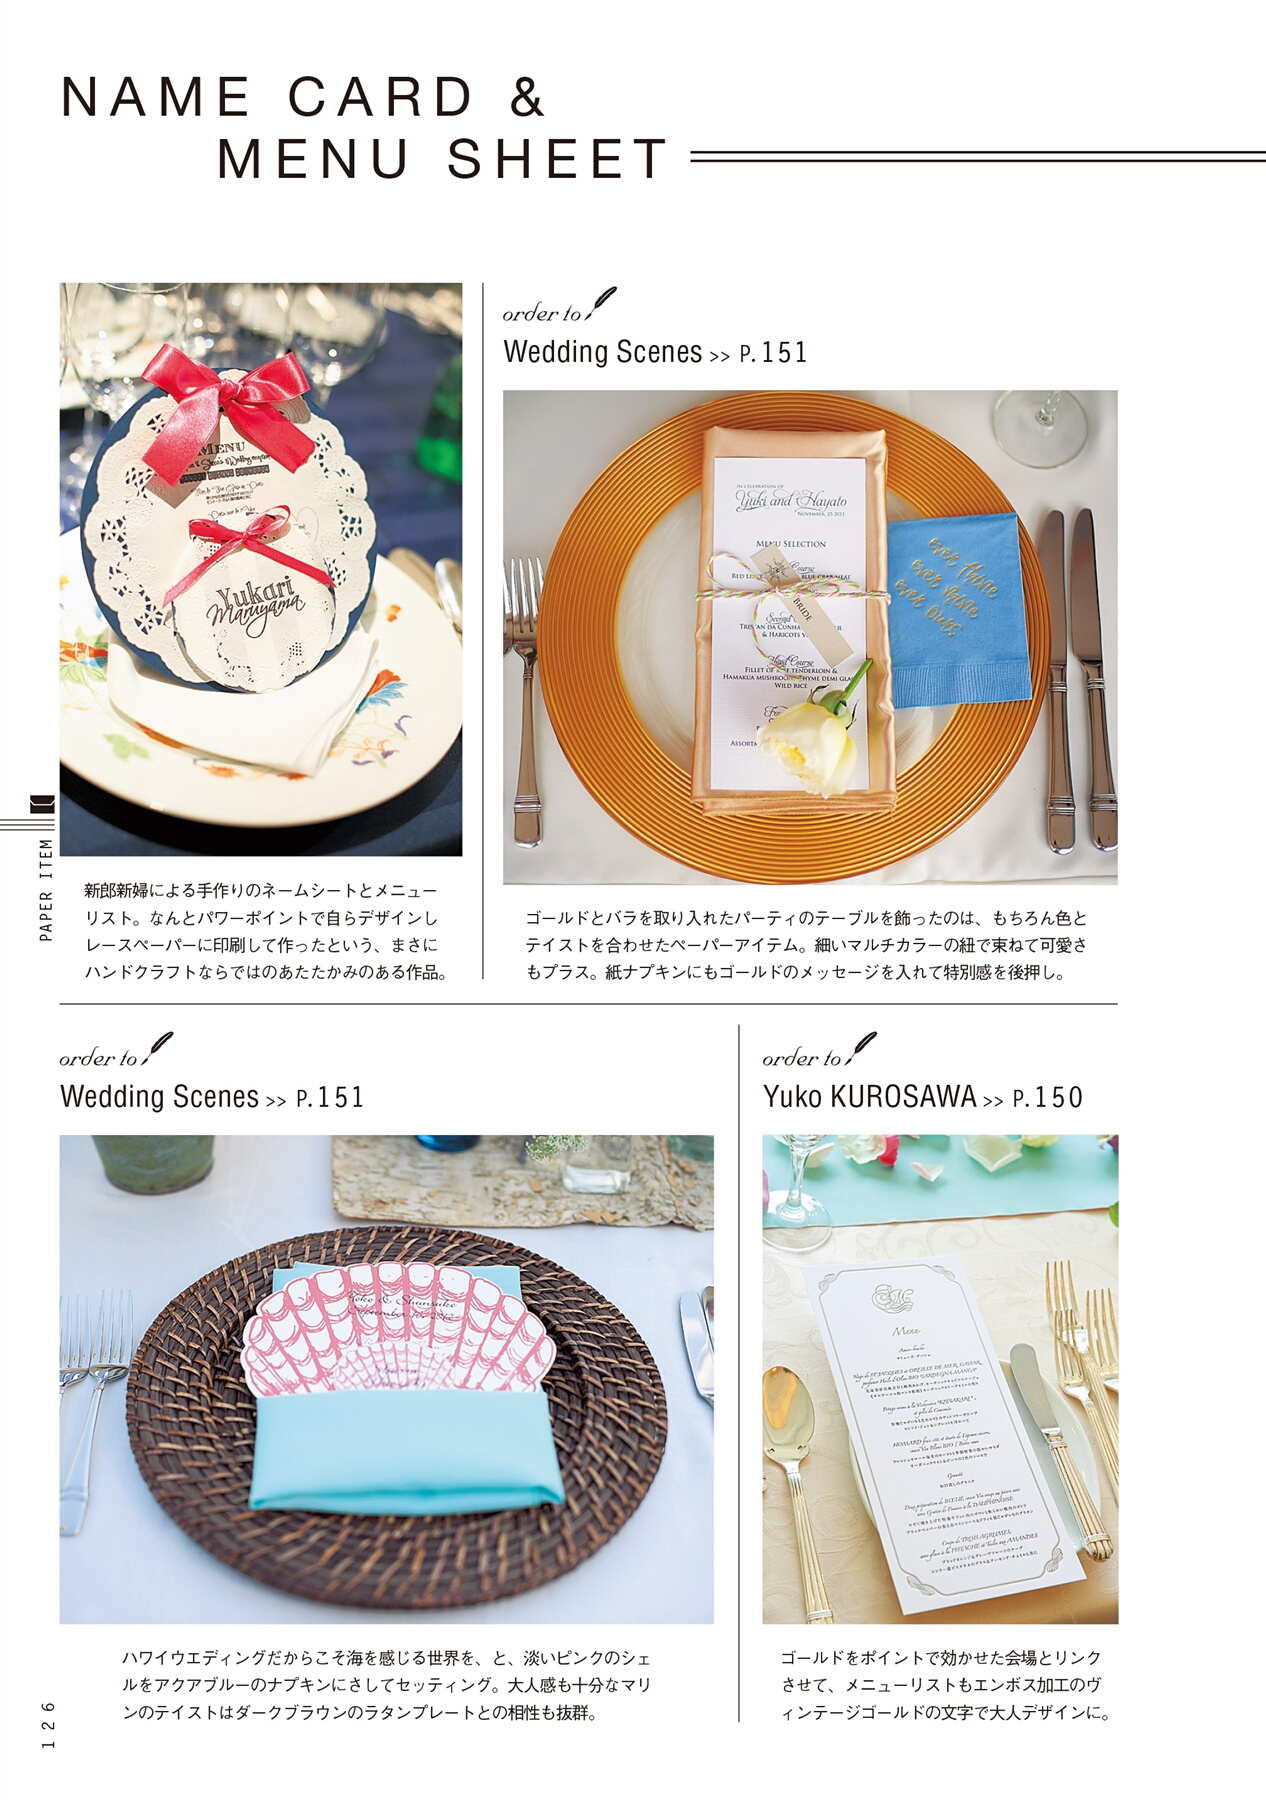 NAME CARD &
MENU SHEET
MENU
Yukari
Maruyama
新郎新婦による手作りのネームシートとメニュー
リスト。なんとパワーポイントで自らデザインし
レースペーパーに印刷して作ったという、まさに
ハンドクラフトならではのあたたかみのある作品。
order to
Wedding Scenes >> P.151
IN CELEBRATION OF
Yuki and Hayato
NOVEMBER, 25 2011
MENU SELECTION
BRIDE
& HARICOTS
WILD RICE
ゴールドとバラを取り入れたパーティのテーブルを飾ったのは、もちろん色と
テイストを合わせたペーパーアイテム。細いマルチカラーの紐で束ねて可愛さ
もプラス。紙ナプキンにもゴールドのメッセージを入れて特別感を後押し。
PAPER ITEM
order to
Wedding Scenes >> P.151
ハワイウエディングだからこそ海を感じる世界を、と、淡いピンクのシェ
ルをアクアブルーのナプキンにさしてセッティング。大人感も十分なマリ
ンのテイストはダークブラウンのラタンプレートとの相性も抜群。
order to
Yuko KUROSAWA >> P.150
Menu
ゴールドをポイントで効かせた会場とリンク
させて、メニューリストもエンボス加工のヴ
ィンテージゴールドの文字で大人デザインに。
126